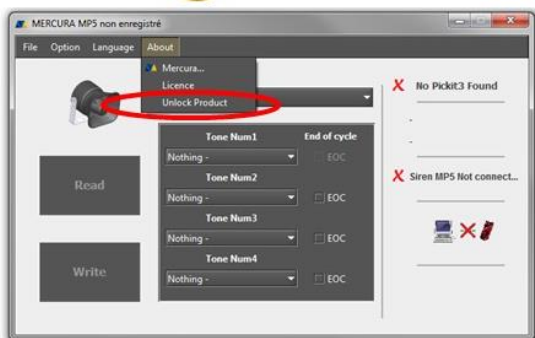 MERCURA MP5 non enregistré
File Option Language About
Mercura...
Licence
Unlock Product
Tone Num1 End of cycle
Nothing - EOC
Tone Num2
Nothing - EOC
Tone Num3
Nothing - EOC
Tone Num4
Nothing - EOC
Read
Write
No Pickit3 Found
-
-
Siren MP5 Not connect...